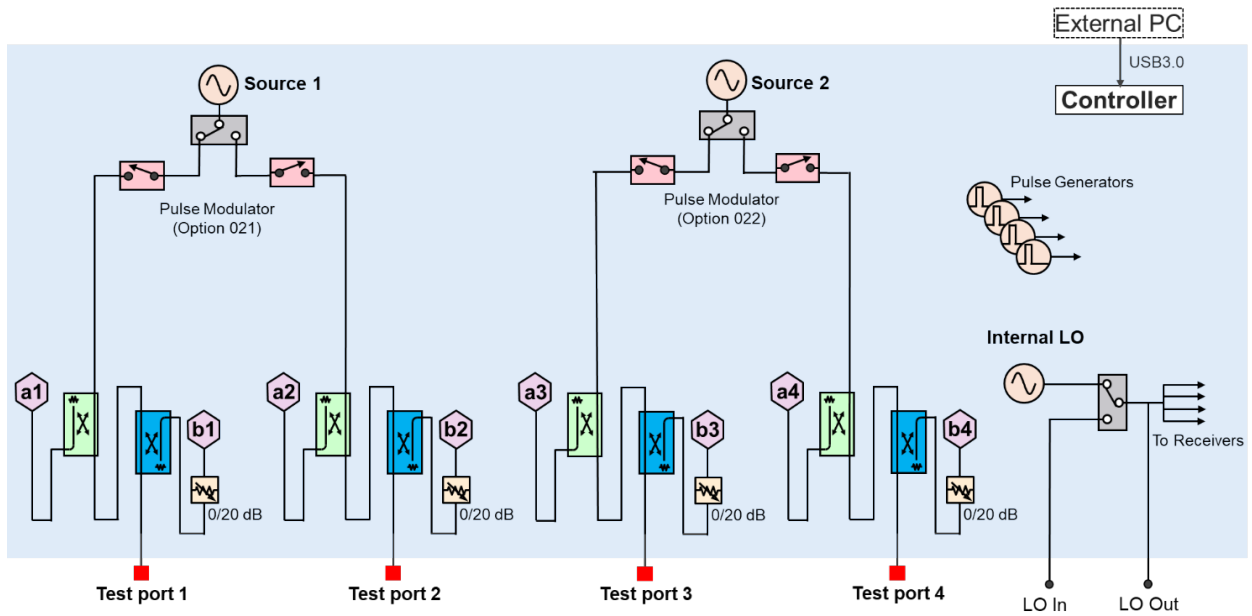 External PC
USB3.0
Controller
Source 1
Source 2
Pulse Modulator
(Option 021)
Pulse Modulator
(Option 022)
Pulse Generators
Internal LO
a1
b1
a2
b2
a3
b3
a4
b4
To Receivers
0/20 dB
0/20 dB
0/20 dB
0/20 dB
Test port 1
Test port 2
Test port 3
Test port 4
LO In
LO Out